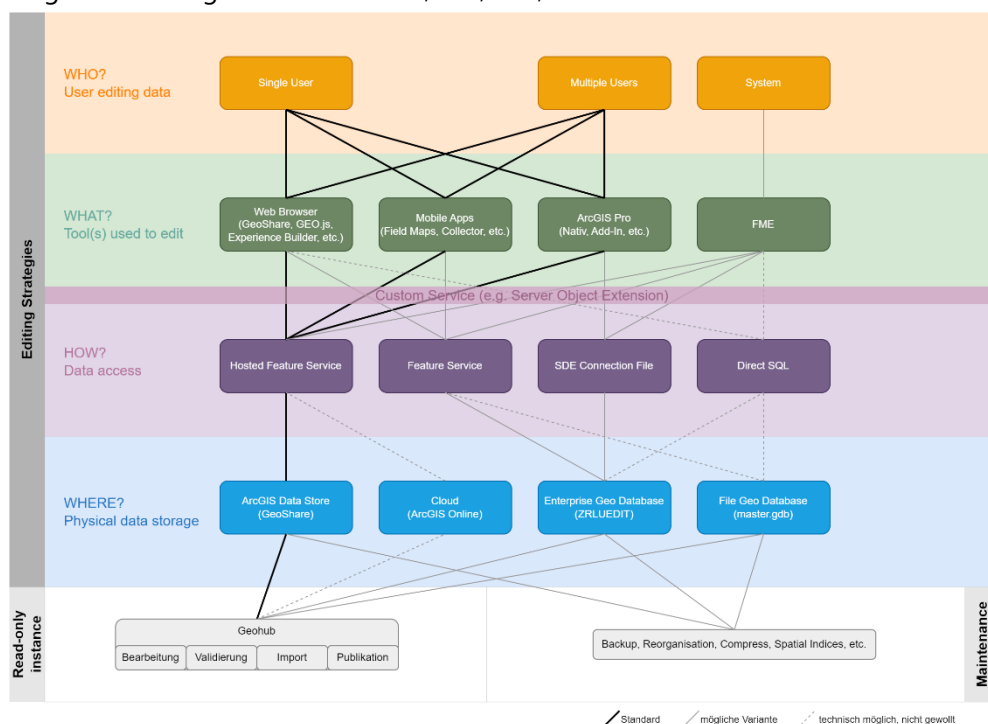 WHO?
User editing data
Single User
Multiple Users
System
WHAT?
Tool(s) used to edit
Web Browser
(GeoShare, GEO.js,
Experience Builder, etc.)
Mobile Apps
(Field Maps, Collector, etc.)
ArcGIS Pro
(Nativ, Add-In, etc.)
FME
Editing Strategies
Custom Service (e.g. Server Object Extension)
HOW?
Data access
Hosted Feature Service
Feature Service
SDE Connection File
Direct SQL
WHERE?
Physical data storage
ArcGIS Data Store
(GeoShare)
Cloud
(ArcGIS Online)
Enterprise Geo Database
(ZRLUEDIT)
File Geo Database
(master.gdb)
Read-only
instance
Geohub
Bearbeitung
Validierung
Import
Publikation
Backup, Reorganisation, Compress, Spatial Indices, etc.
Maintenance
Standard
mögliche Variante
technisch möglich, nicht gewollt